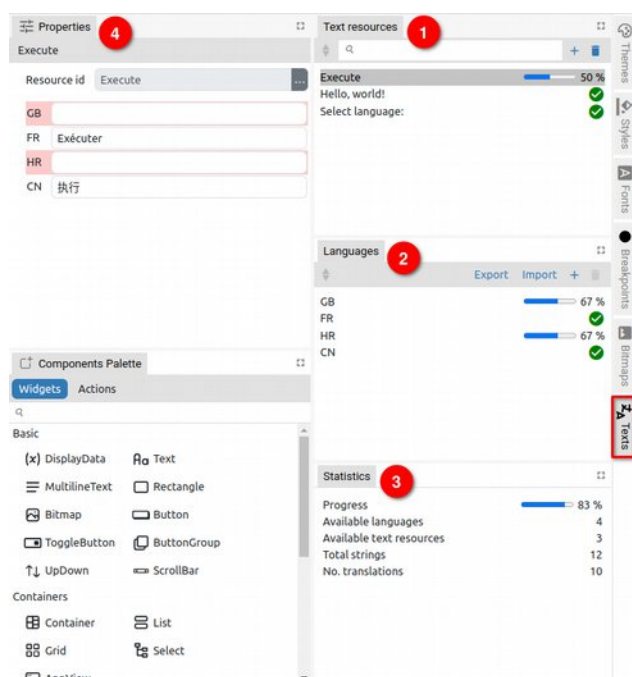 Properties
4
Execute
Resource id Execute ...
GB
FR Exécuter
HR
CN 执行
Components Palette
Widgets Actions
Basic
(x) DisplayData Aa Text
MultilineText Rectangle
Bitmap Button
ToggleButton ButtonGroup
UpDown ScrollBar
Containers
Container List
Grid Select
Text resources
1
Execute 50 %
Hello, world!
Select language:
Languages
2
Export Import +
GB 67 %
FR
HR 67 %
CN
Statistics
3
Progress 83 %
Available languages 4
Available text resources 3
Total strings 12
No. translations 10
Themes
Styles
A Fonts
Breakpoints
Bitmaps
Texts